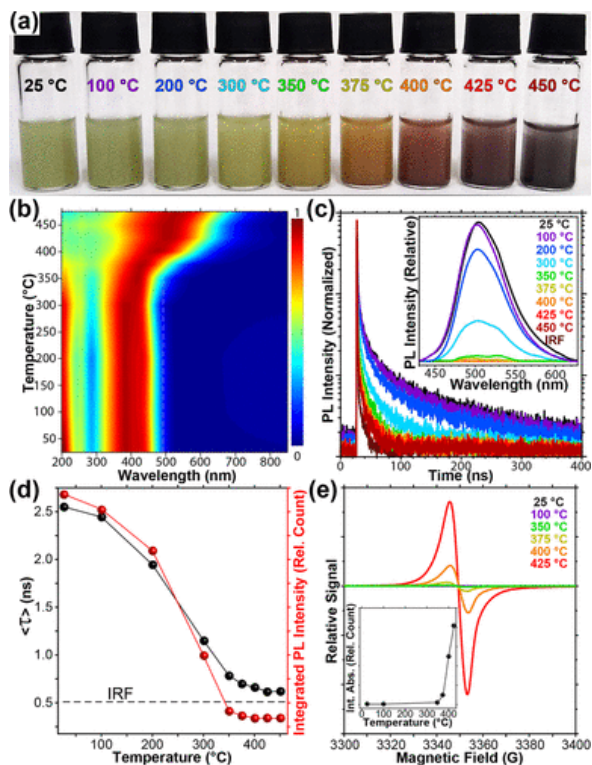 (a)
25 °C 100 °C 200 °C 300 °C 350 °C 375 °C 400 °C 425 °C 450 °C
(b)
Temperature (°C)
450
400
350
300
250
200
150
100
50
200 300 400 500 600 700 800
Wavelength (nm)
1
0
(c)
PL Intensity (Normalized)
0 100 200 300 400
Time (ns)
PL Intensity (Relative)
450 500 550 600
Wavelength (nm)
25 °C
100 °C
200 °C
300 °C
350 °C
375 °C
400 °C
425 °C
450 °C
IRF
(d)
<τ> (ns)
2.5
2.0
1.5
1.0
0.5
0.0
IRF
100 200 300 400
Temperature (°C)
Integrated PL Intensity (Rel. Count)
(e)
Relative Signal
25 °C
100 °C
350 °C
375 °C
400 °C
425 °C
Int. Abs. (Rel. Count)
0 100 200 300 400
Temperature (°C)
3300 3320 3340 3360 3380 3400
Magnetic Field (G)